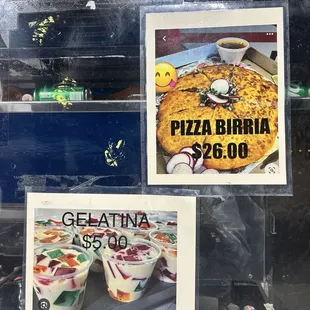 PIZZA BIRRIA
$26.00
GELATINA
$5.00